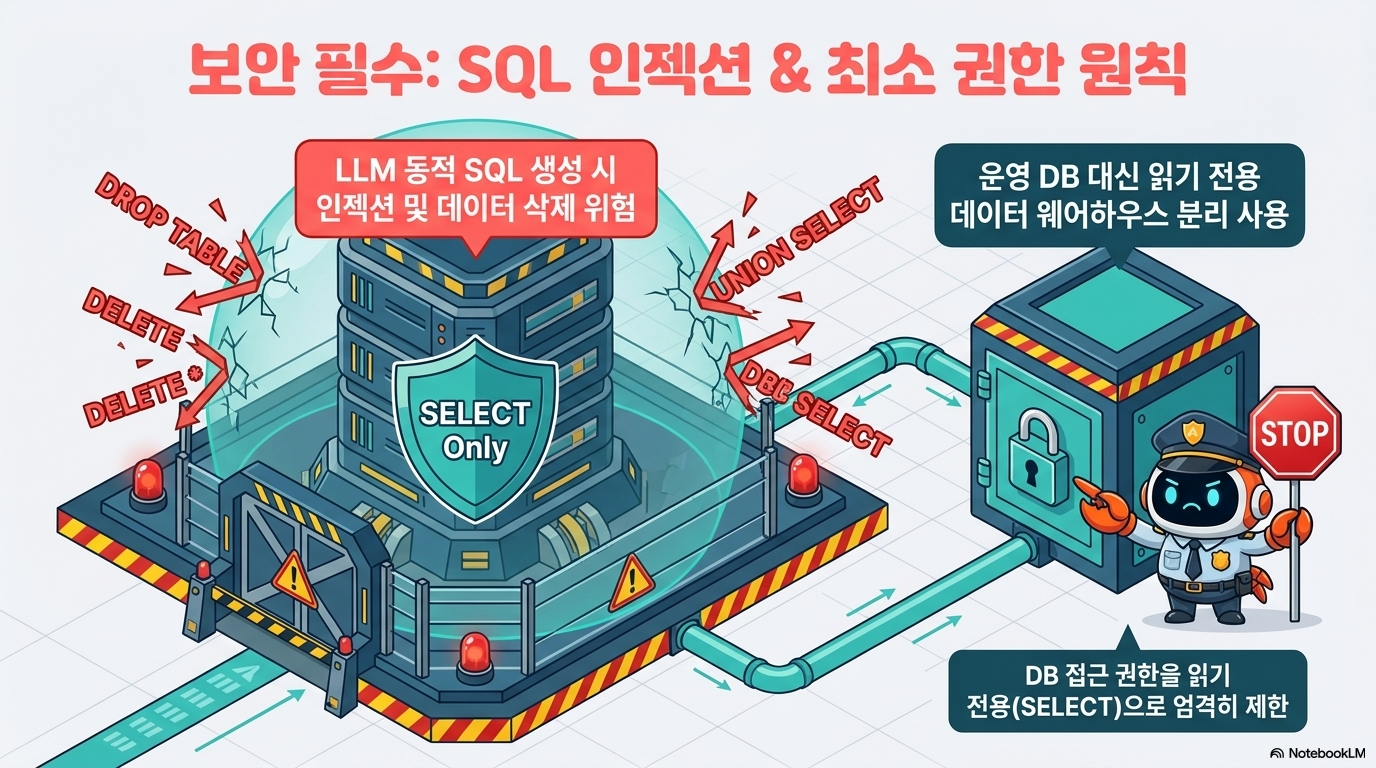 보안 필수: SQL 인젝션 & 최소 권한 원칙
LLM 동적 SQL 생성 시
인젝션 및 데이터 삭제 위험
운영 DB 대신 읽기 전용
데이터 웨어하우스 분리 사용
DROP TABLE
DELETE
DELETE *
UNION SELECT
SELECT
SELECT
Only
STOP
DB 접근 권한을 읽기
전용(SELECT)으로 엄격히 제한
NotebookLM